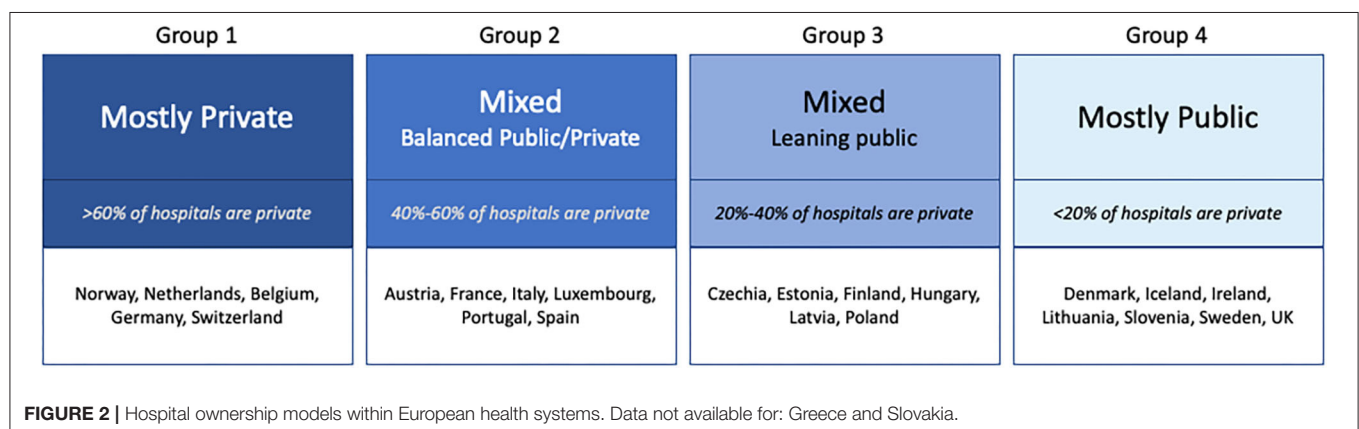 Group 1
Group 2
Group 3
Group 4
Mostly Private
Mixed
Balanced Public/Private
Mixed
Leaning public
Mostly Public
>60% of hospitals are private
40%-60% of hospitals are private
20%-40% of hospitals are private
<20% of hospitals are private
Norway, Netherlands, Belgium,
Germany, Switzerland
Austria, France, Italy, Luxembourg,
Portugal, Spain
Czechia, Estonia, Finland, Hungary,
Latvia, Poland
Denmark, Iceland, Ireland,
Lithuania, Slovenia, Sweden, UK
FIGURE 2 | Hospital ownership models within European health systems. Data not available for: Greece and Slovakia.